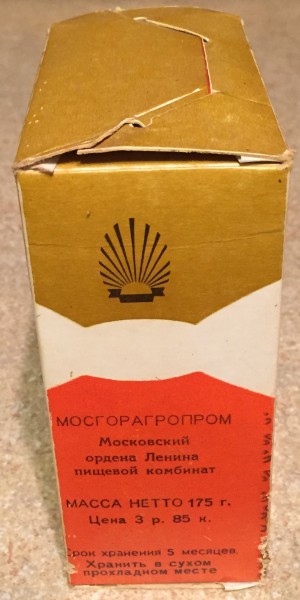 МОСГОРАГРОПРОМ
Московский
ордена Ленина
пищевой комбинат
МАССА НЕТТО 175 г.
Цена 3 р. 85 к.
Срок хранения 5 месяцев.
Хранить в сухом
прохладном месте